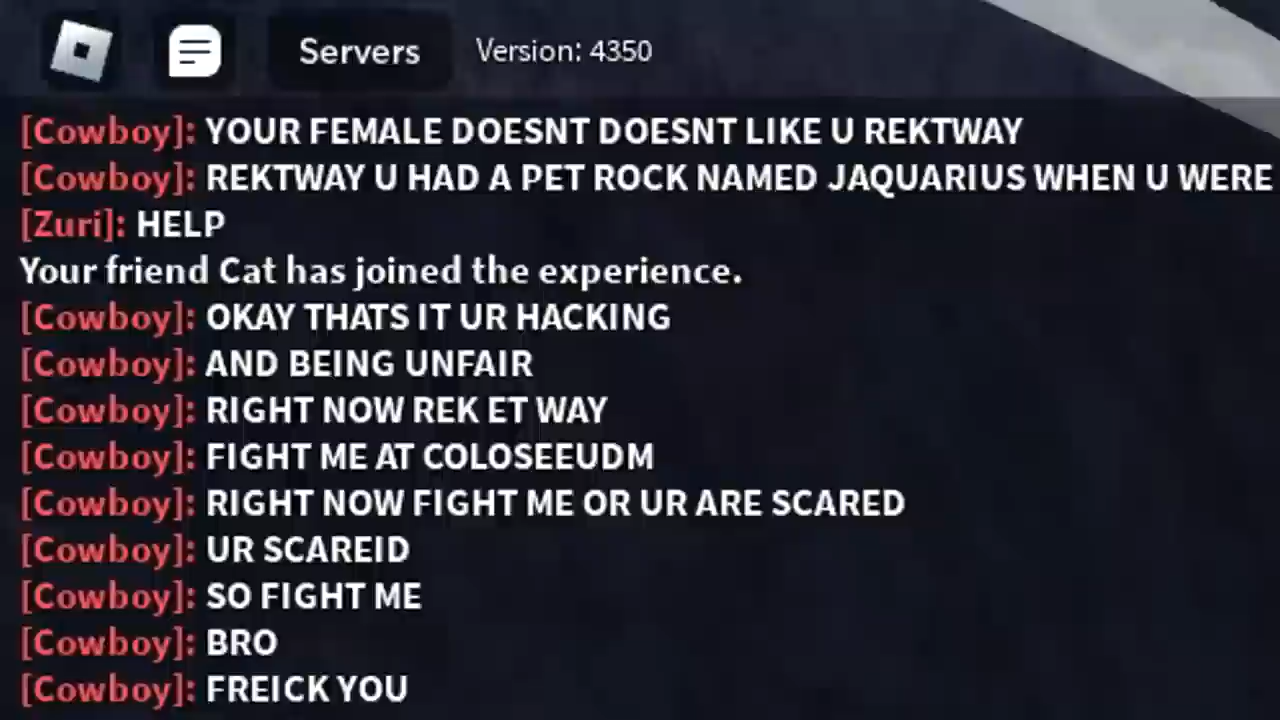 Servers Version: 4350
[Cowboy]: YOUR FEMALE DOESNT DOESNT LIKE U REKTWAY
[Cowboy]: REKTWAY U HAD A PET ROCK NAMED JAQUARIUS WHEN U WERE
[Zuri]: HELP
Your friend Cat has joined the experience.
[Cowboy]: OKAY THATS IT UR HACKING
[Cowboy]: AND BEING UNFAIR
[Cowboy]: RIGHT NOW REK ET WAY
[Cowboy]: FIGHT ME AT COLOSEEUDM
[Cowboy]: RIGHT NOW FIGHT ME OR UR ARE SCARED
[Cowboy]: UR SCAREID
[Cowboy]: SO FIGHT ME
[Cowboy]: BRO
[Cowboy]: FREICK YOU